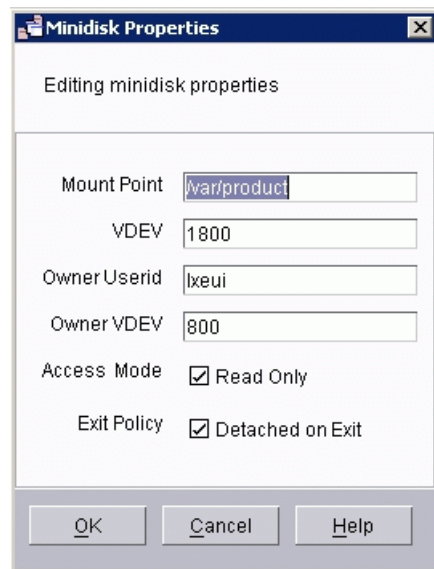 Minidisk Properties
Editing minidisk properties
Mount Point /var/product
VDEV 1800
Owner Userid lxeui
Owner VDEV 800
Access Mode Read Only
Exit Policy Detached on Exit
OK Cancel Help